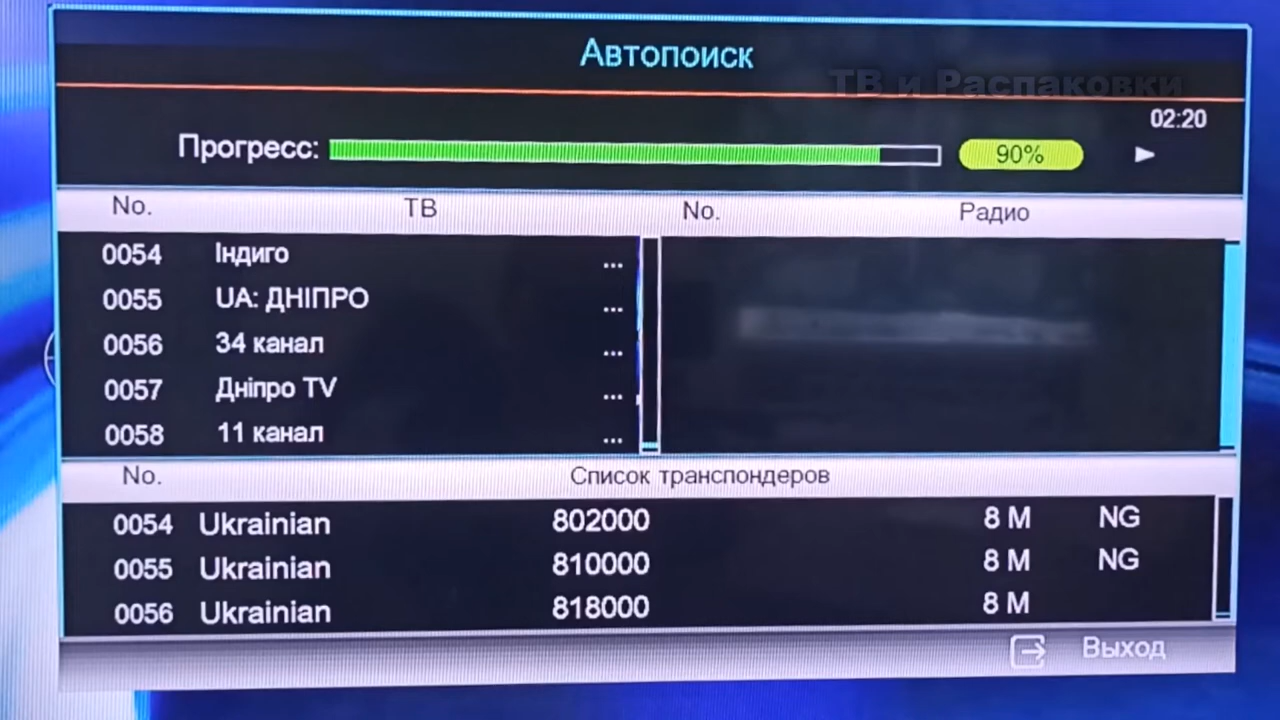 Автопоиск
ТВ и Распаковки
02:20
Прогресс: 90%
No. ТВ No. Радио
0054 Індиго ...
0055 UA: ДНІПРО ...
0056 34 канал ...
0057 Дніпро TV ...
0058 11 канал ...
No. Список транспондеров
0054 Ukrainian 802000 8 M NG
0055 Ukrainian 810000 8 M NG
0056 Ukrainian 818000 8 M
Выход